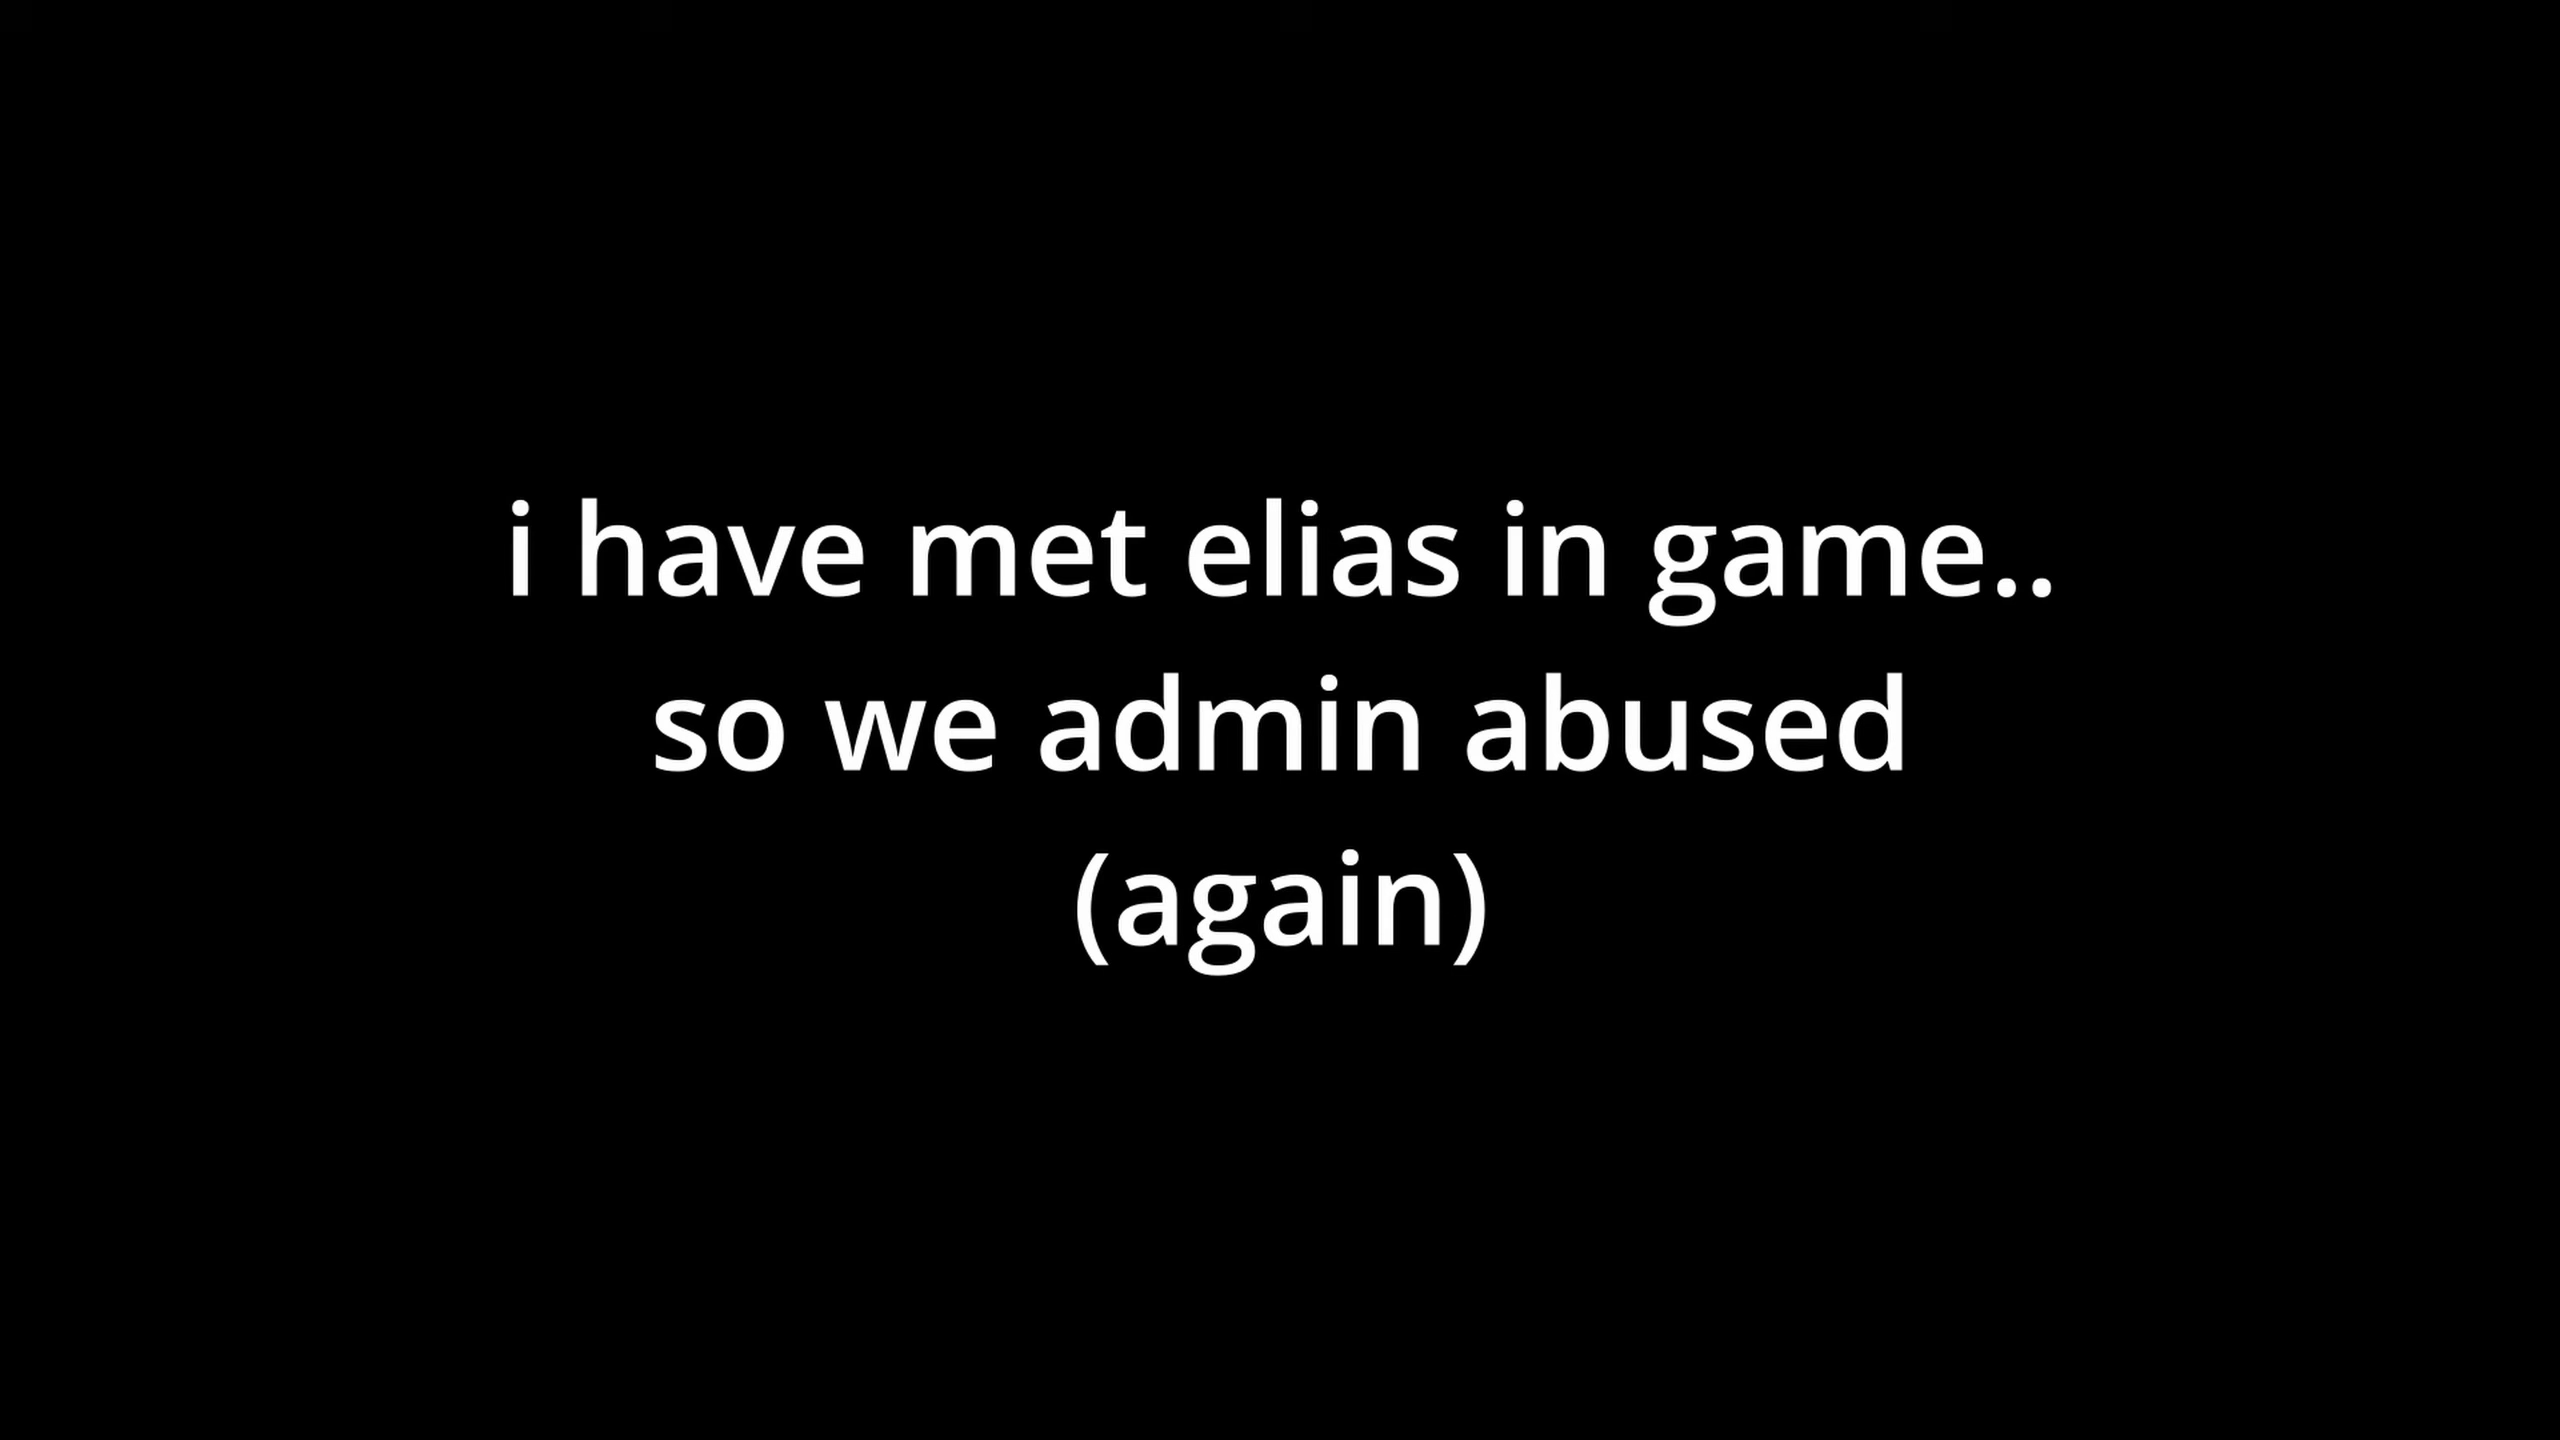 i have met elias in game..
so we admin abused
(again)